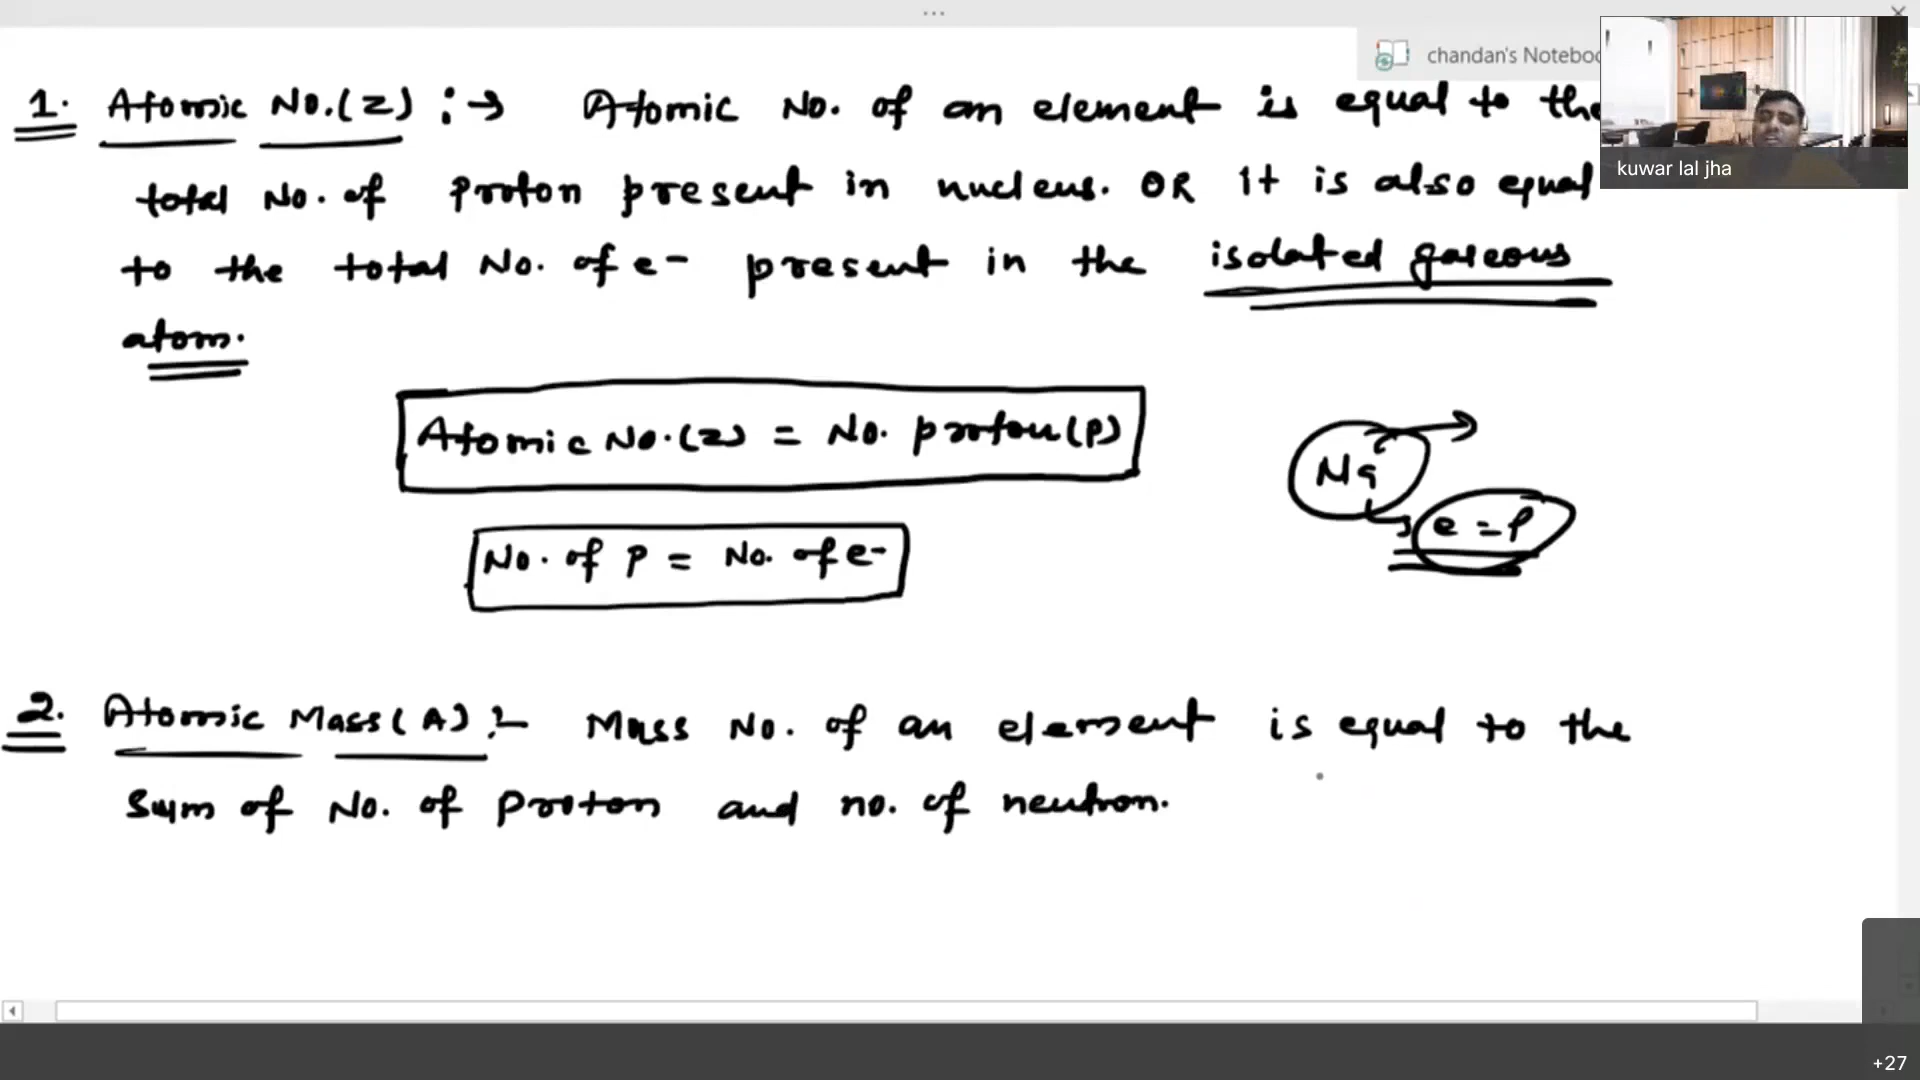 ...
chandan's Notebo
kuwar lal jha
1. Atomic No.(Z) :→ Atomic No. of an element is equal to the
total No. of proton present in nucleus. OR it is also equal
to the total No. of e- present in the isolated gaseous
atom.
Atomic No.(Z) = No. proton(P)
Na
e = P
No. of P = No. of e-
2. Atomic Mass(A) :- Mass No. of an element is equal to the
Sum of No. of Proton and no. of neutron.
+27